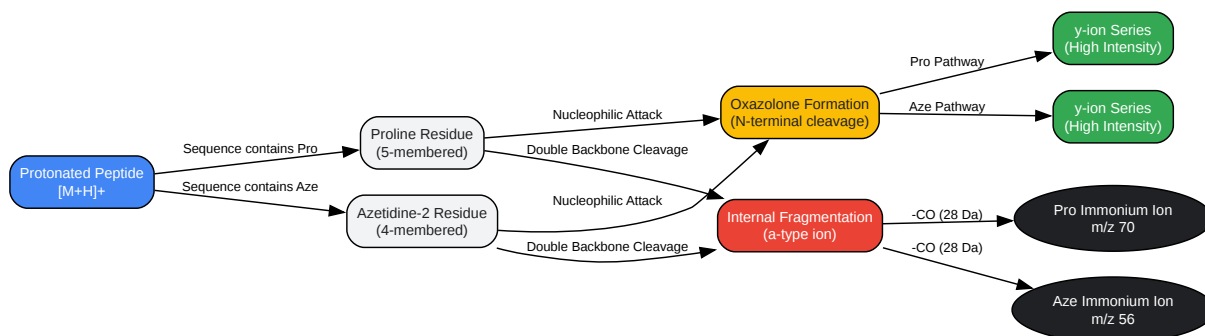 Protonated Peptide
[M+H]+
Sequence contains Pro
Sequence contains Aze
Proline Residue
(5-membered)
Azetidine-2 Residue
(4-membered)
Nucleophilic Attack
Double Backbone Cleavage
Nucleophilic Attack
Double Backbone Cleavage
Oxazolone Formation
(N-terminal cleavage)
Internal Fragmentation
(a-type ion)
Pro Pathway
Aze Pathway
-CO (28 Da)
-CO (28 Da)
y-ion Series
(High Intensity)
y-ion Series
(High Intensity)
Pro Immonium Ion
m/z 70
Aze Immonium Ion
m/z 56